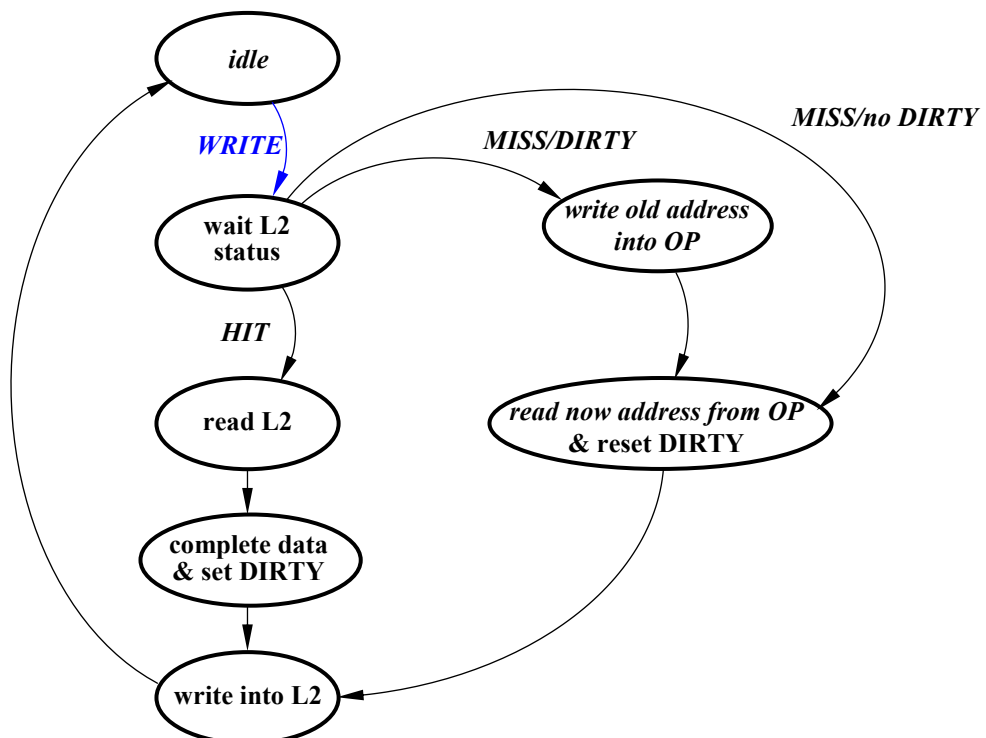 idle
WRITE
MISS/DIRTY
MISS/no DIRTY
wait L2
status
write old address
into OP
HIT
read L2
read now address from OP
& reset DIRTY
complete data
& set DIRTY
write into L2